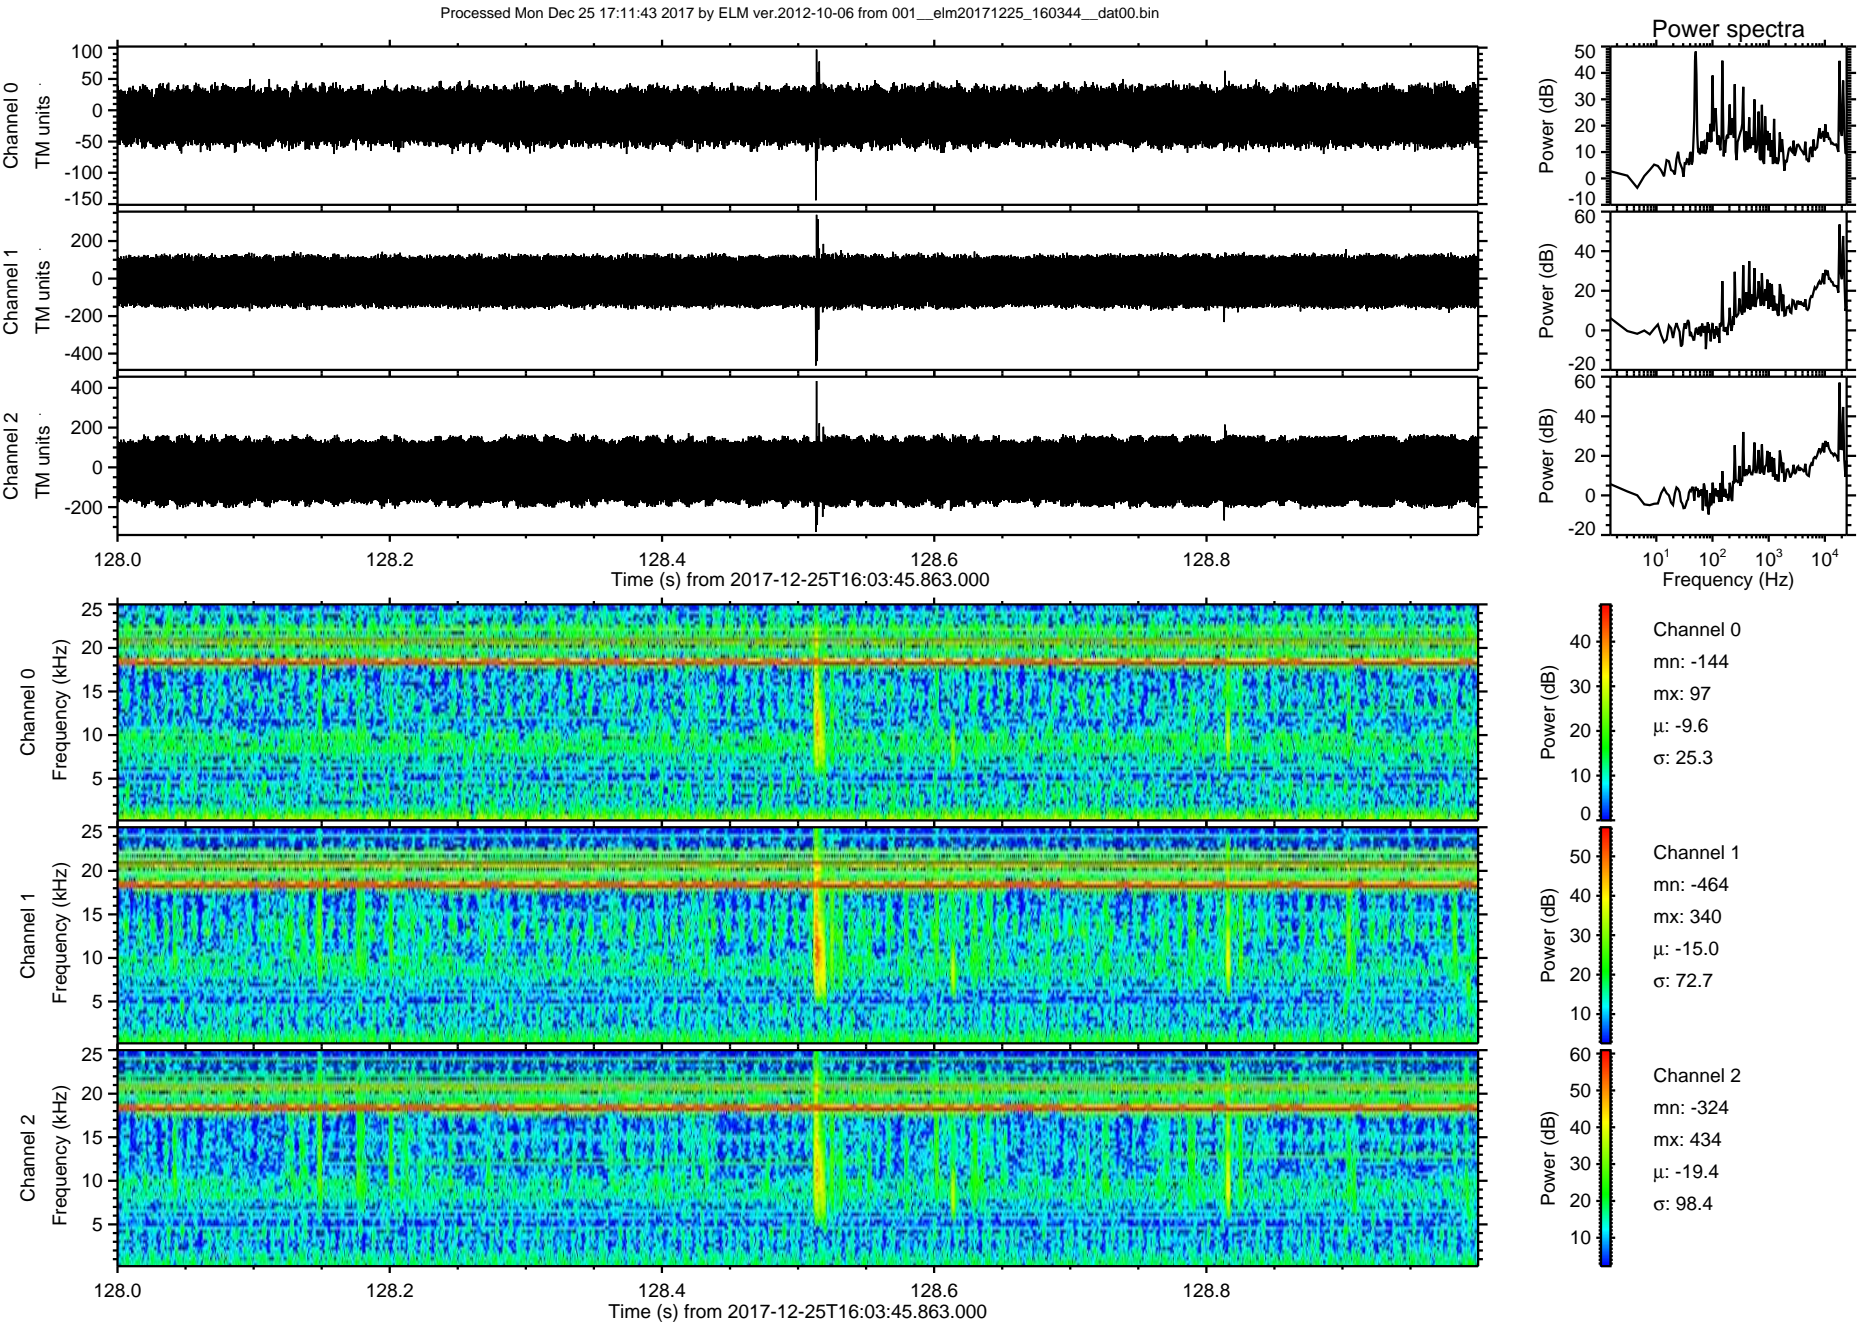 Processed Mon Dec 25 17:11:43 2017 by ELM ver.2012-10-06 from 001__elm20171225_160344__dat00.bin
Power spectra
Channel 0
TM units
100
50
0
-50
-100
-150
Power (dB)
50
40
30
20
10
0
-10
Channel 1
TM units
200
0
-200
-400
Power (dB)
60
40
20
0
-20
Channel 2
TM units
400
200
0
-200
Power (dB)
60
40
20
0
-20
128.0 128.2 128.4 128.6 128.8
Time (s) from 2017-12-25T16:03:45.863.000
10¹ 10² 10³ 10⁴
Frequency (Hz)
Channel 0
Frequency (kHz)
25
20
15
10
5
Power (dB)
40
30
20
10
0
Channel 0
mn: -144
mx: 97
μ: -9.6
σ: 25.3
Channel 1
Frequency (kHz)
25
20
15
10
5
Power (dB)
50
40
30
20
10
Channel 1
mn: -464
mx: 340
μ: -15.0
σ: 72.7
Channel 2
Frequency (kHz)
25
20
15
10
5
Power (dB)
60
50
40
30
20
10
Channel 2
mn: -324
mx: 434
μ: -19.4
σ: 98.4
128.0 128.2 128.4 128.6 128.8
Time (s) from 2017-12-25T16:03:45.863.000